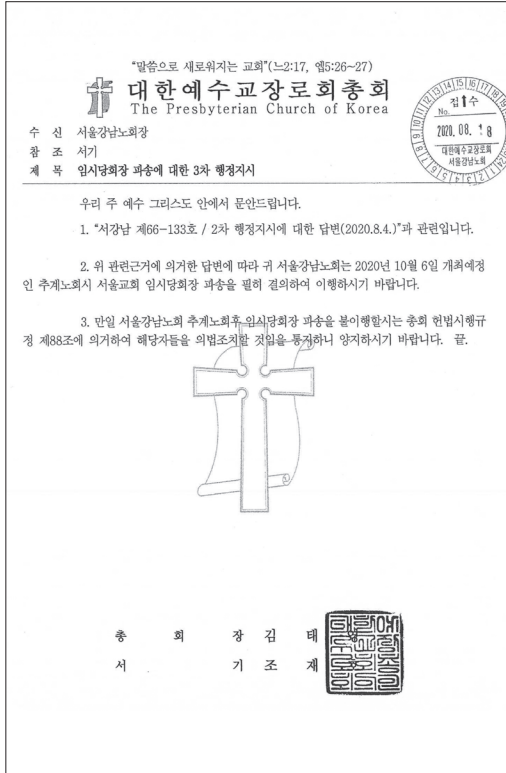 “말씀으로 새로워지는 교회”(느2:17, 엡5:26~27)
대한예수교장로회총회
The Presbyterian Church of Korea
접수
No.
2020. 08. 18
대한예수교장로회
서울강남노회
수 신 서울강남노회장
참 조 서기
제 목 임시당회장 파송에 대한 3차 행정지시
우리 주 예수 그리스도 안에서 문안드립니다.
1. “서강남 제66-133호 / 2차 행정지시에 대한 답변(2020.8.4.)”과 관련입니다.
2. 위 관련근거에 의거한 답변에 따라 귀 서울강남노회는 2020년 10월 6일 개최예정
인 추계노회시 서울교회 임시당회장 파송을 필히 결의하여 이행하시기 바랍니다.
3. 만일 서울강남노회 추계노회후 임시당회장 파송을 불이행할시는 총회 헌법시행규
정 제88조에 의거하여 해당자들을 의법조치할 것임을 통지하니 양지하시기 바랍니다. 끝.
총 회 장 김 태 영
서 기 조 재